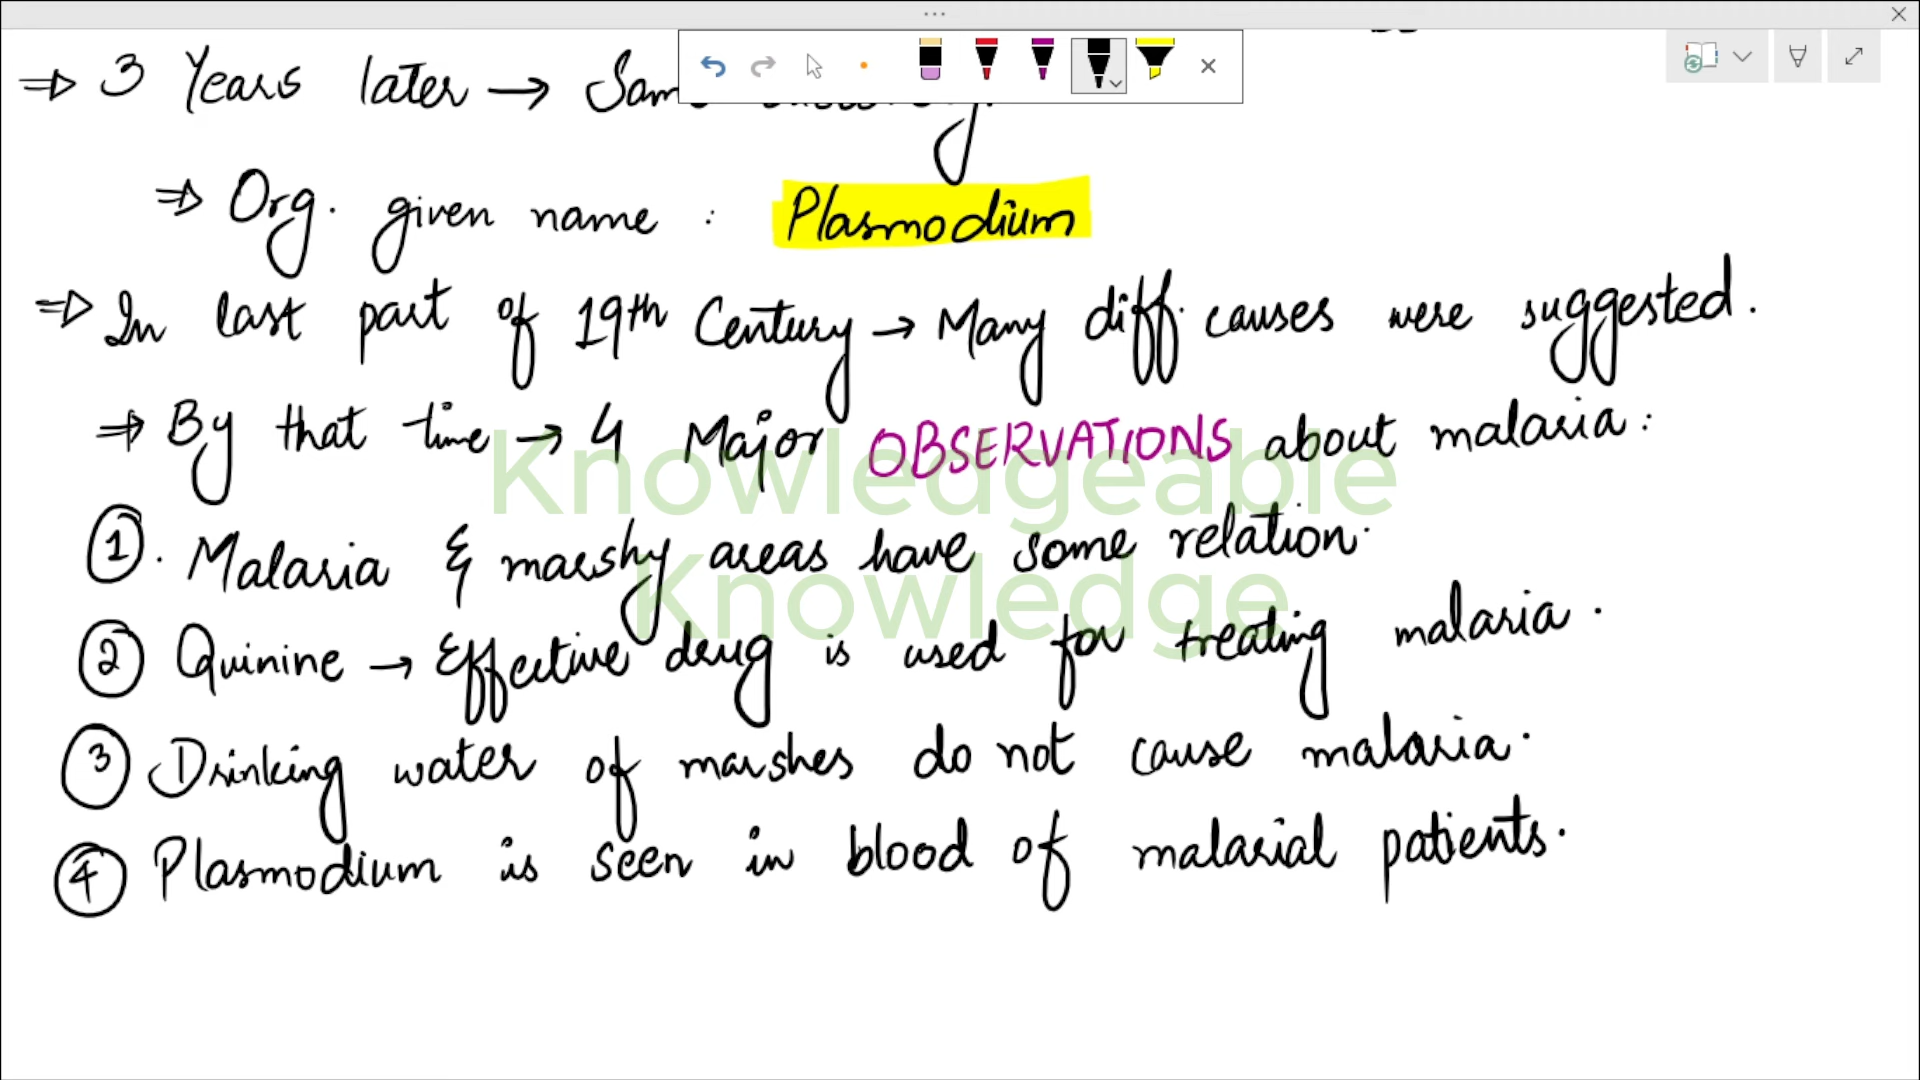 ⇒ 3 Years later →
⇒ Org. given name : Plasmodium
⇒ In last part of 19th Century → Many diff. causes were suggested.
⇒ By that time → 4 Major OBSERVATIONS about malaria:
Knowledgeable
① . Malaria & marshy areas have some relation.
Knowledge
② Quinine → Effective drug is used for treating malaria.
③ Drinking water of marshes do not cause malaria.
④ Plasmodium is seen in blood of malarial patients.